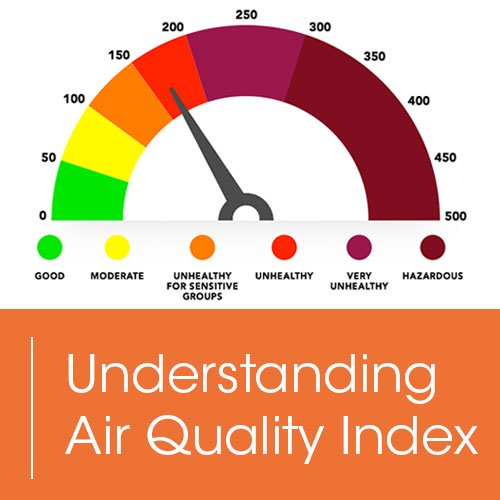 250
200
300
150
350
100
400
50
450
0
500
GOOD
MODERATE
UNHEALTHY
FOR SENSITIVE
GROUPS
UNHEALTHY
VERY
UNHEALTHY
HAZARDOUS
Understanding
Air Quality Index